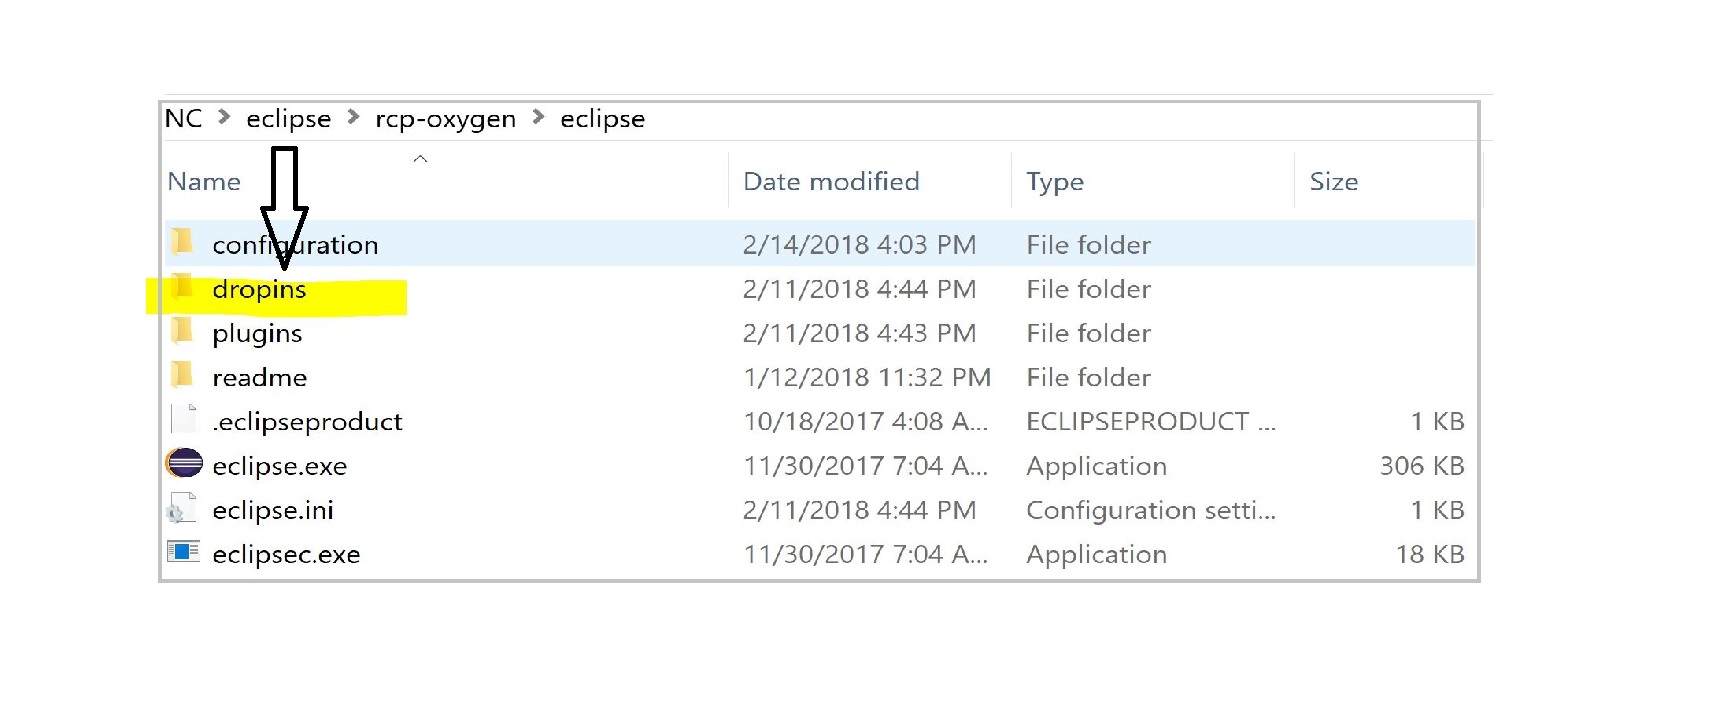 NC > eclipse > rcp-oxygen > eclipse
Name Date modified Type Size
configuration 2/14/2018 4:03 PM File folder
dropins 2/11/2018 4:44 PM File folder
plugins 2/11/2018 4:43 PM File folder
readme 1/12/2018 11:32 PM File folder
.eclipseproduct 10/18/2017 4:08 A... ECLIPSEPRODUCT ... 1 KB
eclipse.exe 11/30/2017 7:04 A... Application 306 KB
eclipse.ini 2/11/2018 4:44 PM Configuration setti... 1 KB
eclipsec.exe 11/30/2017 7:04 A... Application 18 KB